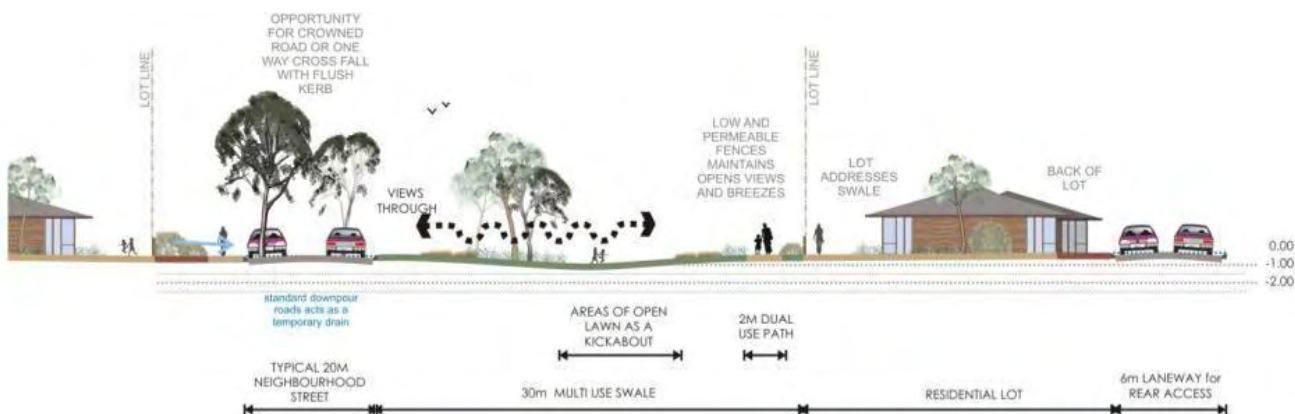 OPPORTUNITY
FOR CROWNED
ROAD OR ONE
WAY CROSS FALL
WITH FLUSH
KERB
LOT LINE
VIEWS
THROUGH
LOW AND
PERMEABLE
FENCES
MAINTAINS
OPENS VIEWS
AND BREEZES
LOT LINE
LOT
ADDRESSES
SWALE
BACK OF
LOT
0.00
-1.00
-2.00
standard downpour
roads acts as a
temporary drain
AREAS OF OPEN
LAWN AS A
KICKABOUT
2M DUAL
USE PATH
TYPICAL 20M
NEIGHBOURHOOD
STREET
30m MULTI USE SWALE
RESIDENTIAL LOT
6m LANEWAY for
REAR ACCESS